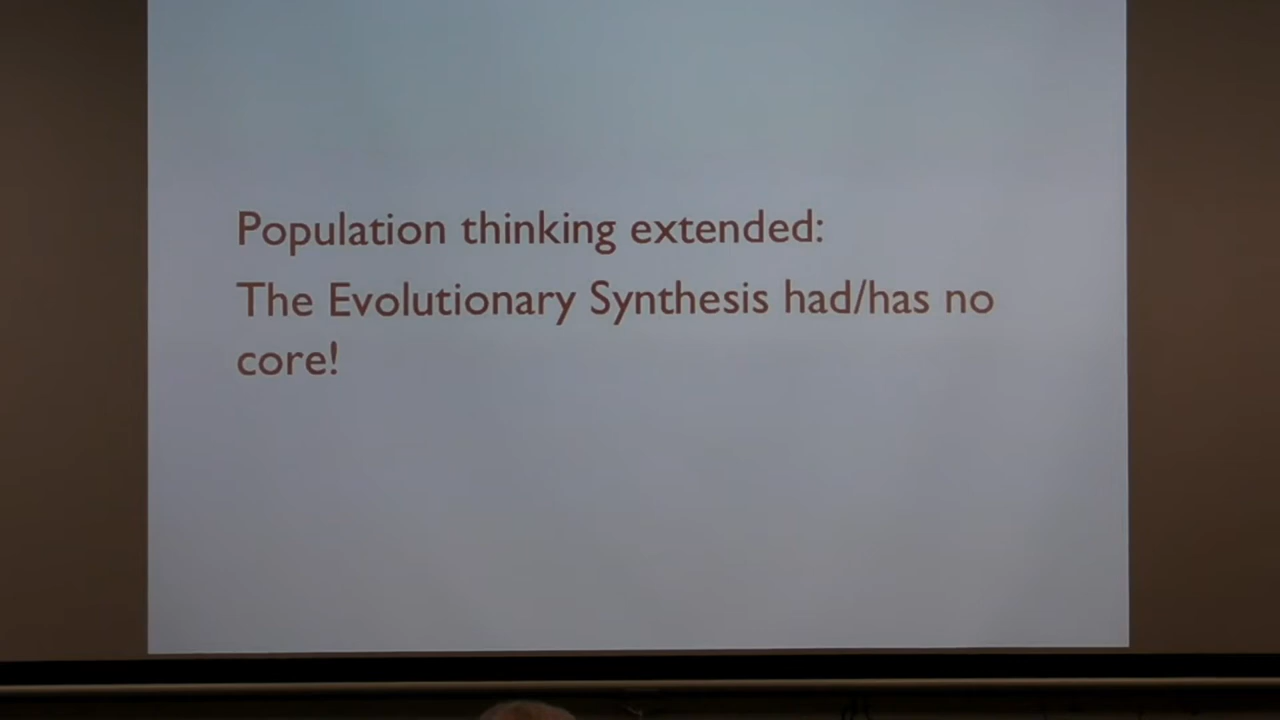 Population thinking extended:
The Evolutionary Synthesis had/has no
core!